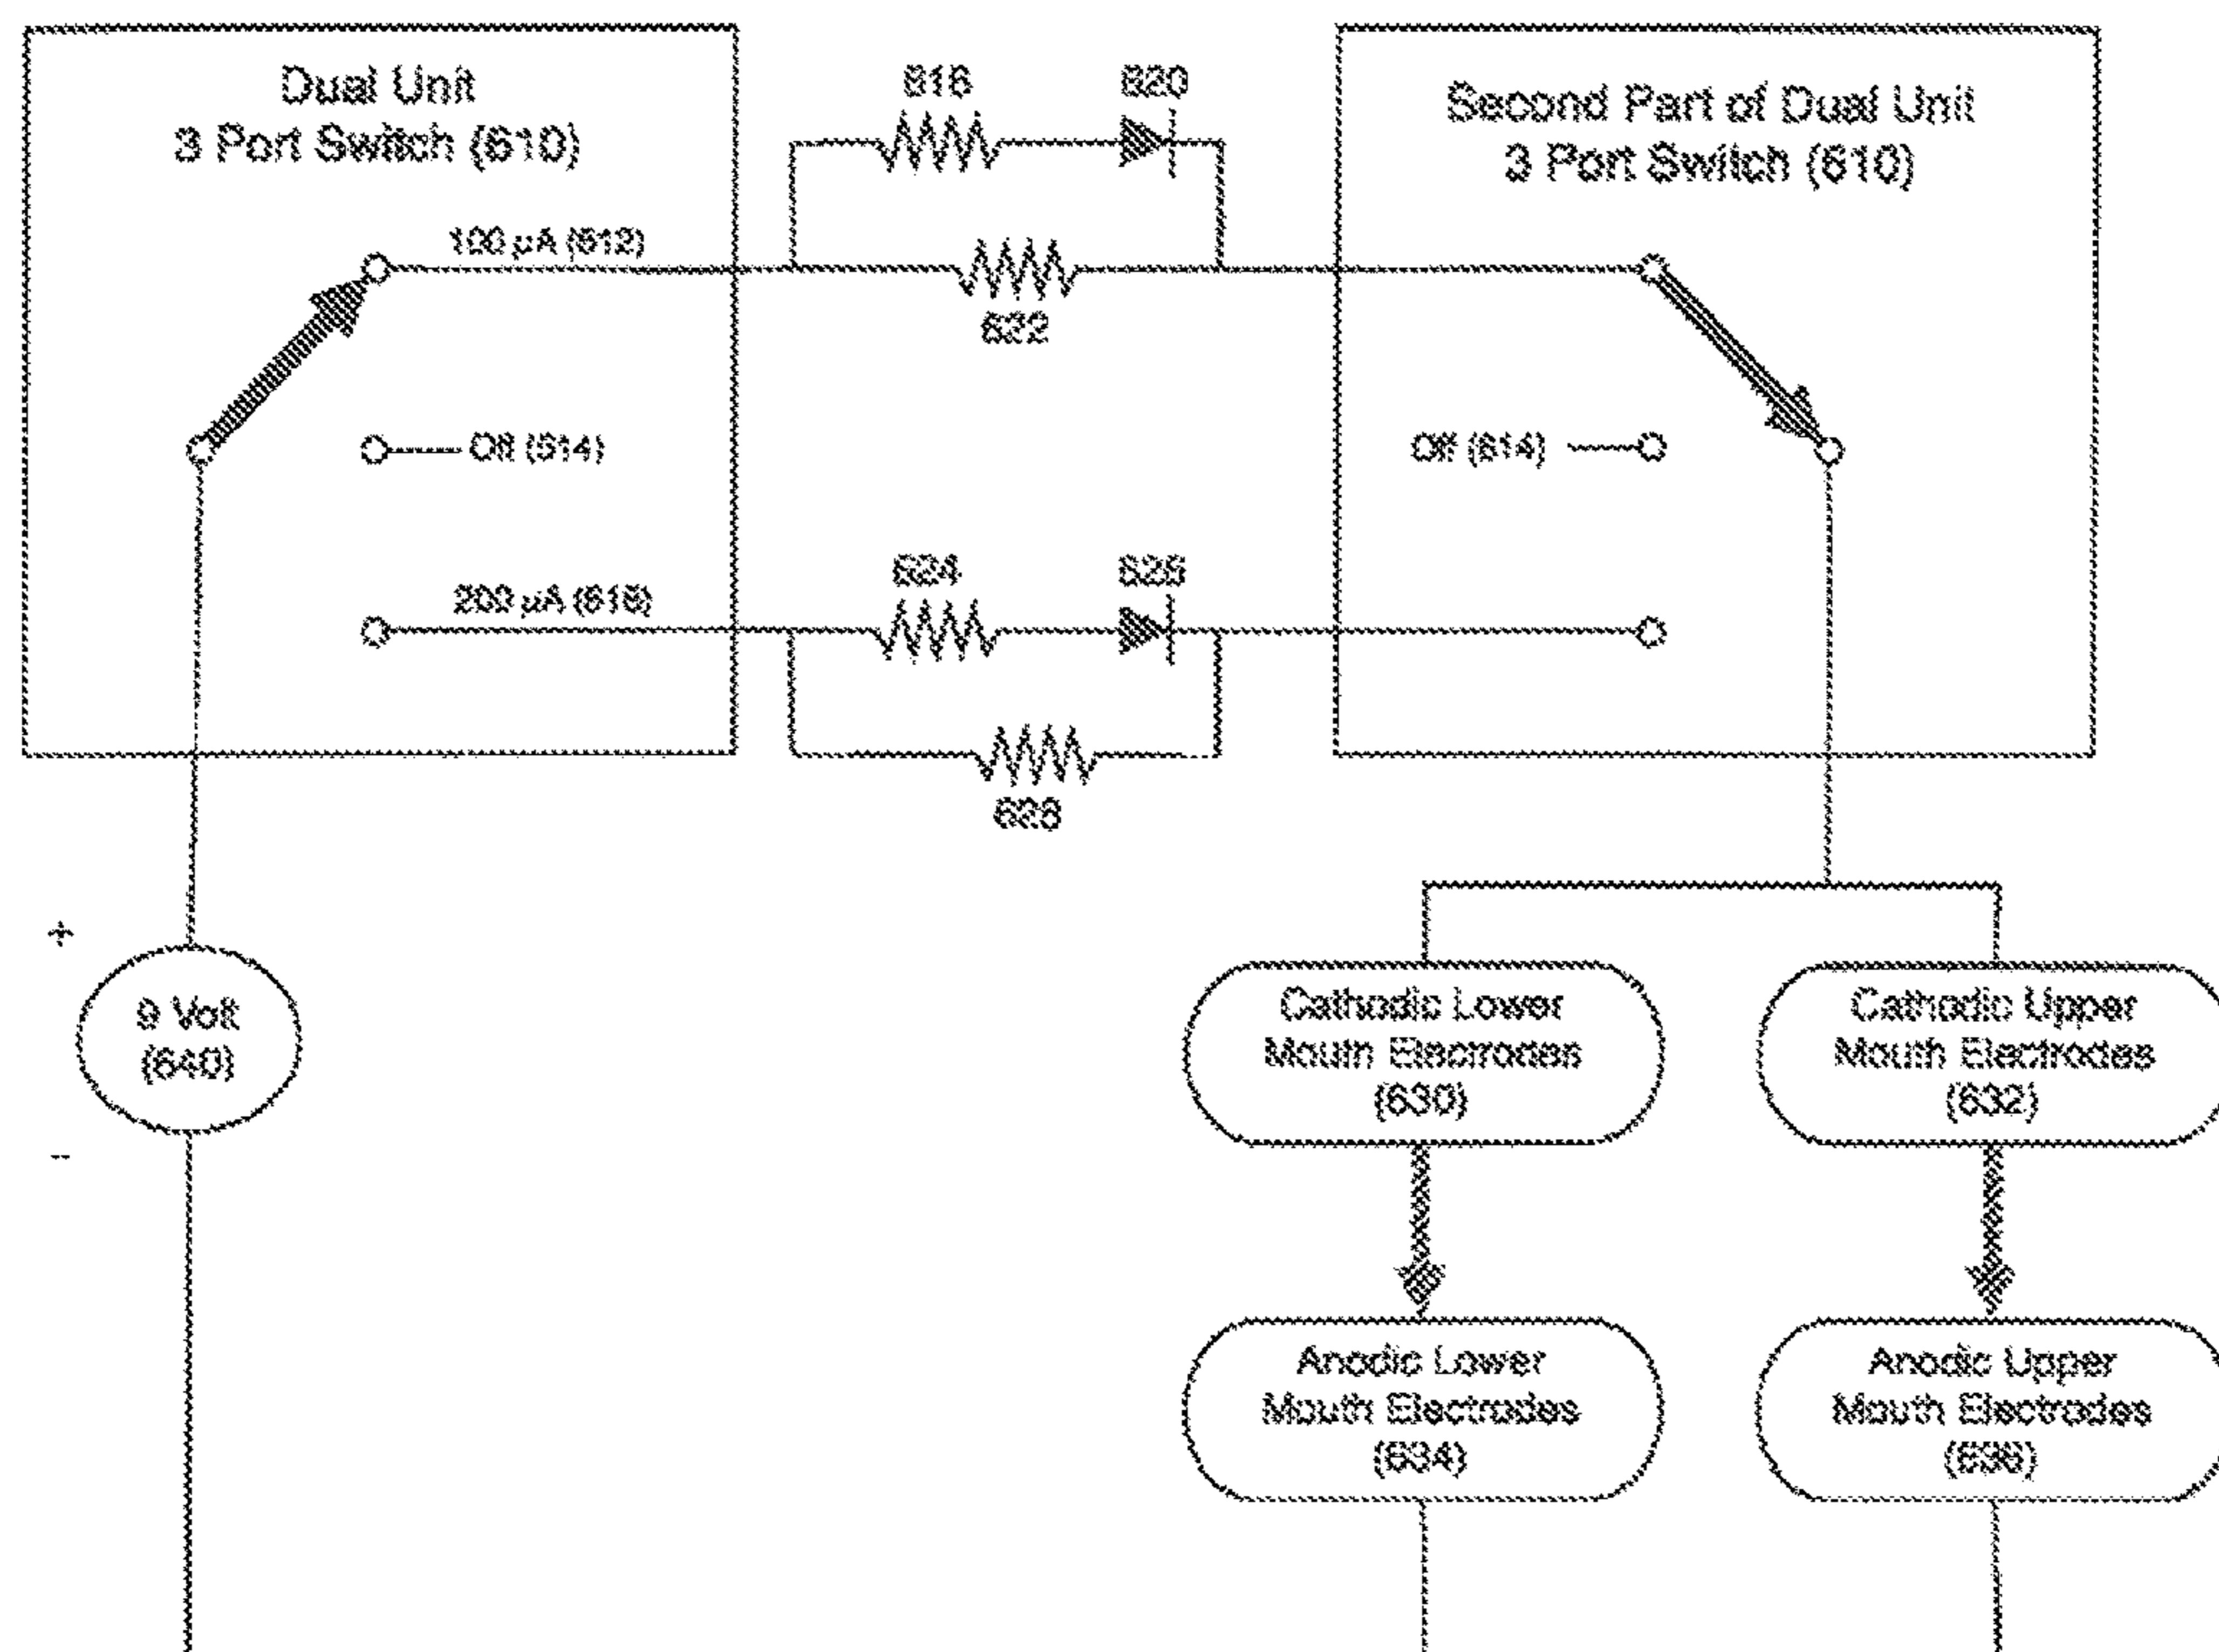 Dual Unit
3 Port Switch (610)
818
820
Second Part of Dual Unit
3 Port Switch (610)
100 µA (612)
622
Off (614)
Off (614)
200 µA (616)
624
626
628
+
9 Volt
(640)
--
Cathodic Lower
Mouth Electrodes
(630)
Cathodic Upper
Mouth Electrodes
(632)
Anodic Lower
Mouth Electrodes
(634)
Anodic Upper
Mouth Electrodes
(636)